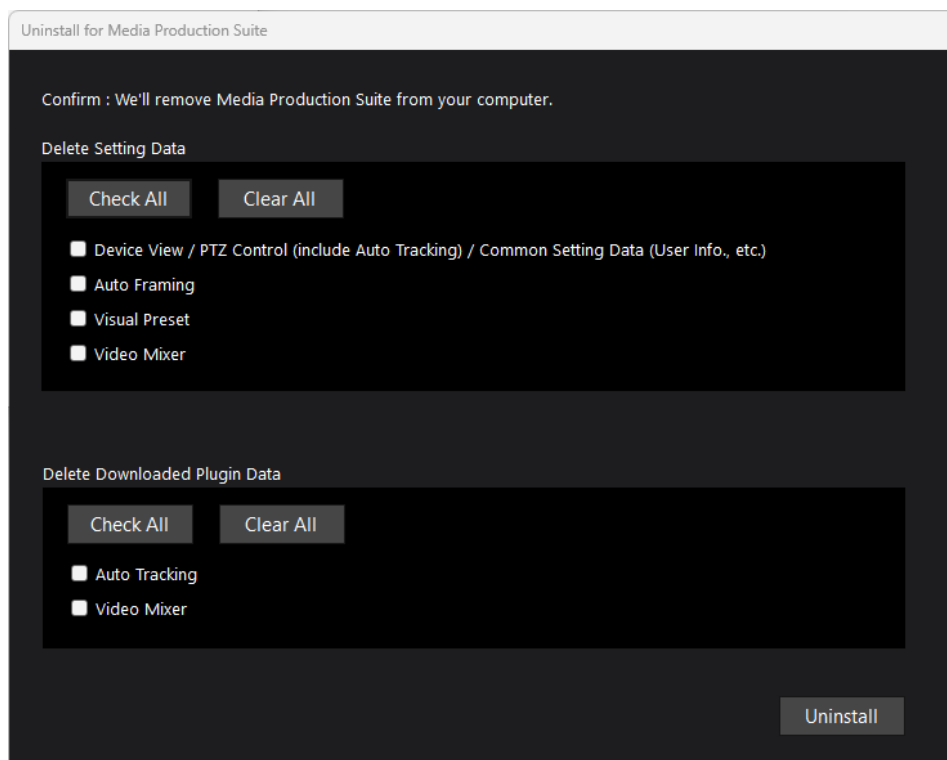 Uninstall for Media Production Suite
Confirm : We'll remove Media Production Suite from your computer.
Delete Setting Data
Check All Clear All
Device View / PTZ Control (include Auto Tracking) / Common Setting Data (User Info., etc.)
Auto Framing
Visual Preset
Video Mixer
Delete Downloaded Plugin Data
Check All Clear All
Auto Tracking
Video Mixer
Uninstall